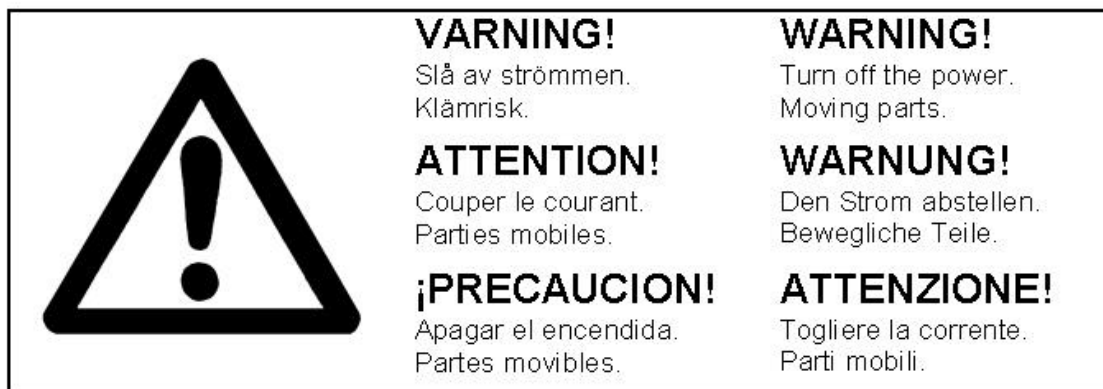 VARNING!
Slå av strömmen.
Klämrisk.
WARNING!
Turn off the power.
Moving parts.
ATTENTION!
Couper le courant.
Parties mobiles.
WARNUNG!
Den Strom abstellen.
Bewegliche Teile.
¡PRECAUCION!
Apagar el encendida.
Partes movibles.
ATTENZIONE!
Togliere la corrente.
Parti mobili.